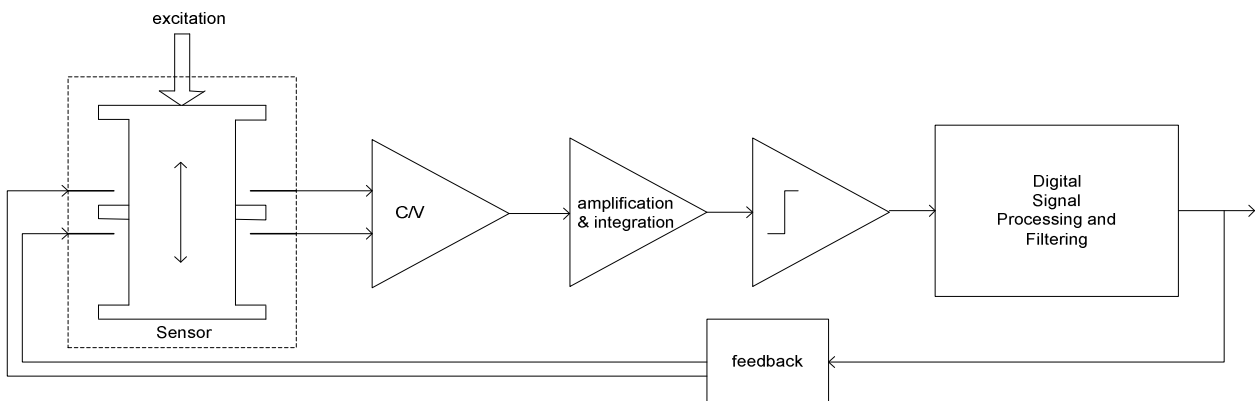 excitation
Sensor
C/V
amplification
& integration
Digital
Signal
Processing and
Filtering
feedback